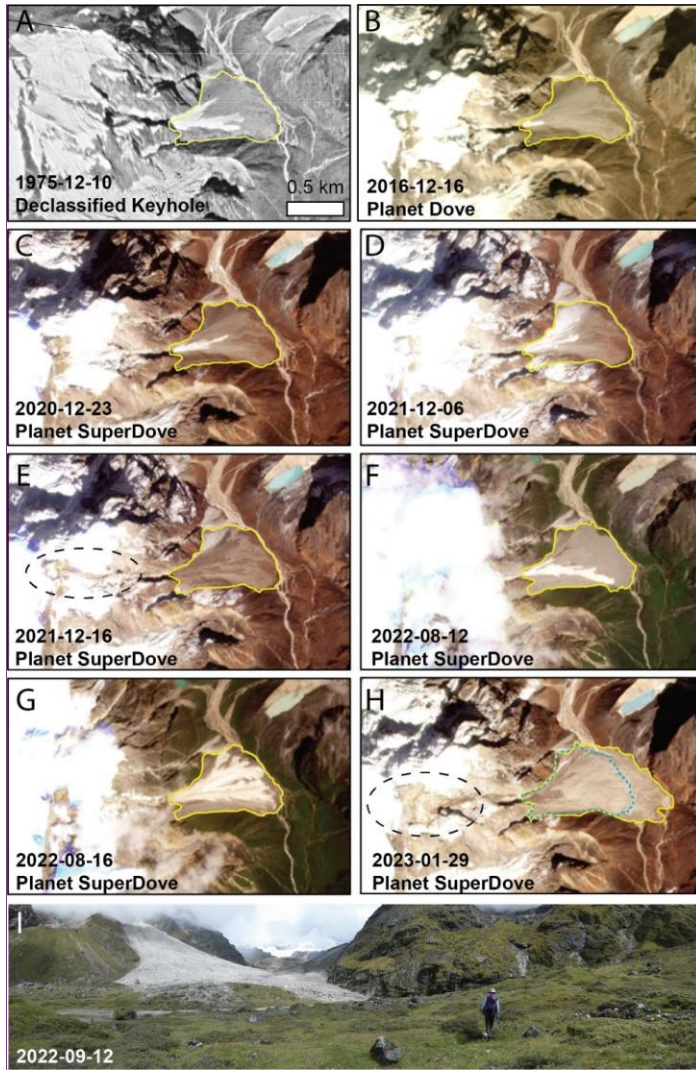 A
1975-12-10
Declassified Keyhole
0.5 km
B
2016-12-16
Planet Dove
C
2020-12-23
Planet SuperDove
D
2021-12-06
Planet SuperDove
E
2021-12-16
Planet SuperDove
F
2022-08-12
Planet SuperDove
G
2022-08-16
Planet SuperDove
H
2023-01-29
Planet SuperDove
I
2022-09-12